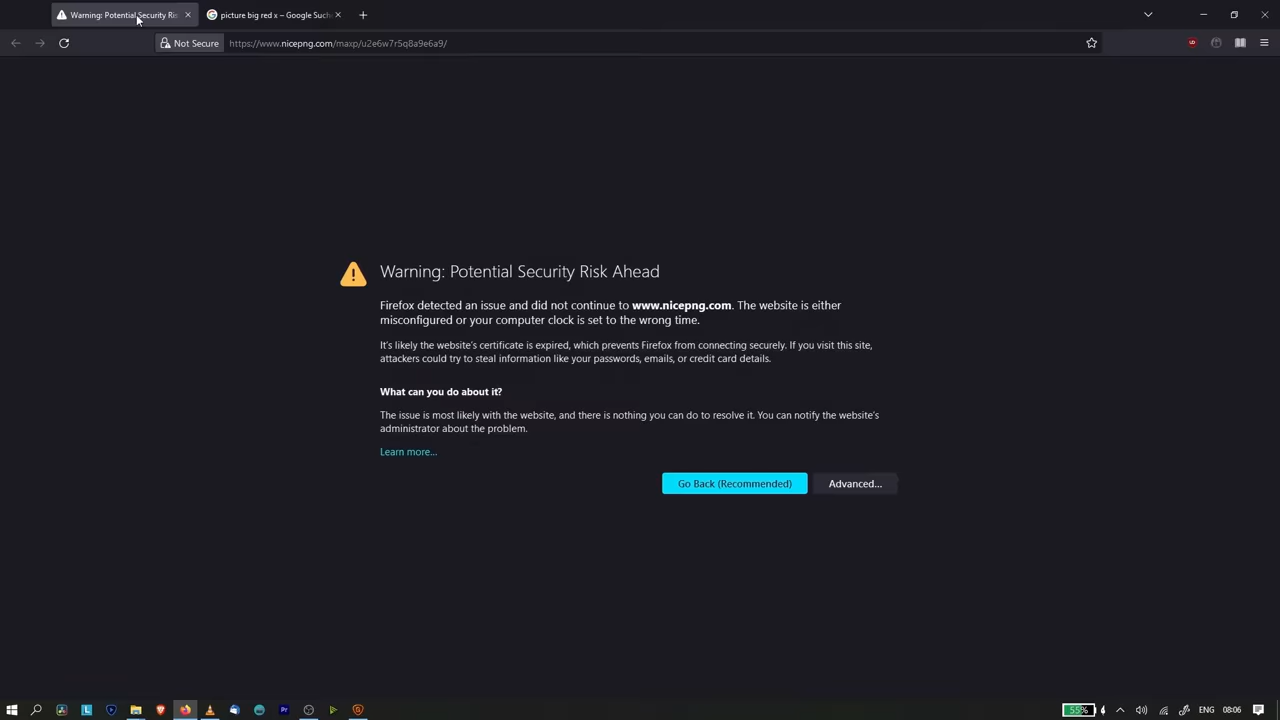 Warning: Potential Security Ris
picture big red x – Google Such
Not Secure
https://www.nicepng.com/maxp/u2e6w7r5q8a9e6a9/
Warning: Potential Security Risk Ahead
Firefox detected an issue and did not continue to www.nicepng.com. The website is either
misconfigured or your computer clock is set to the wrong time.
It's likely the website's certificate is expired, which prevents Firefox from connecting securely. If you visit this site,
attackers could try to steal information like your passwords, emails, or credit card details.
What can you do about it?
The issue is most likely with the website, and there is nothing you can do to resolve it. You can notify the website's
administrator about the problem.
Learn more…
Go Back (Recommended)
Advanced…
55%
ENG
08:06